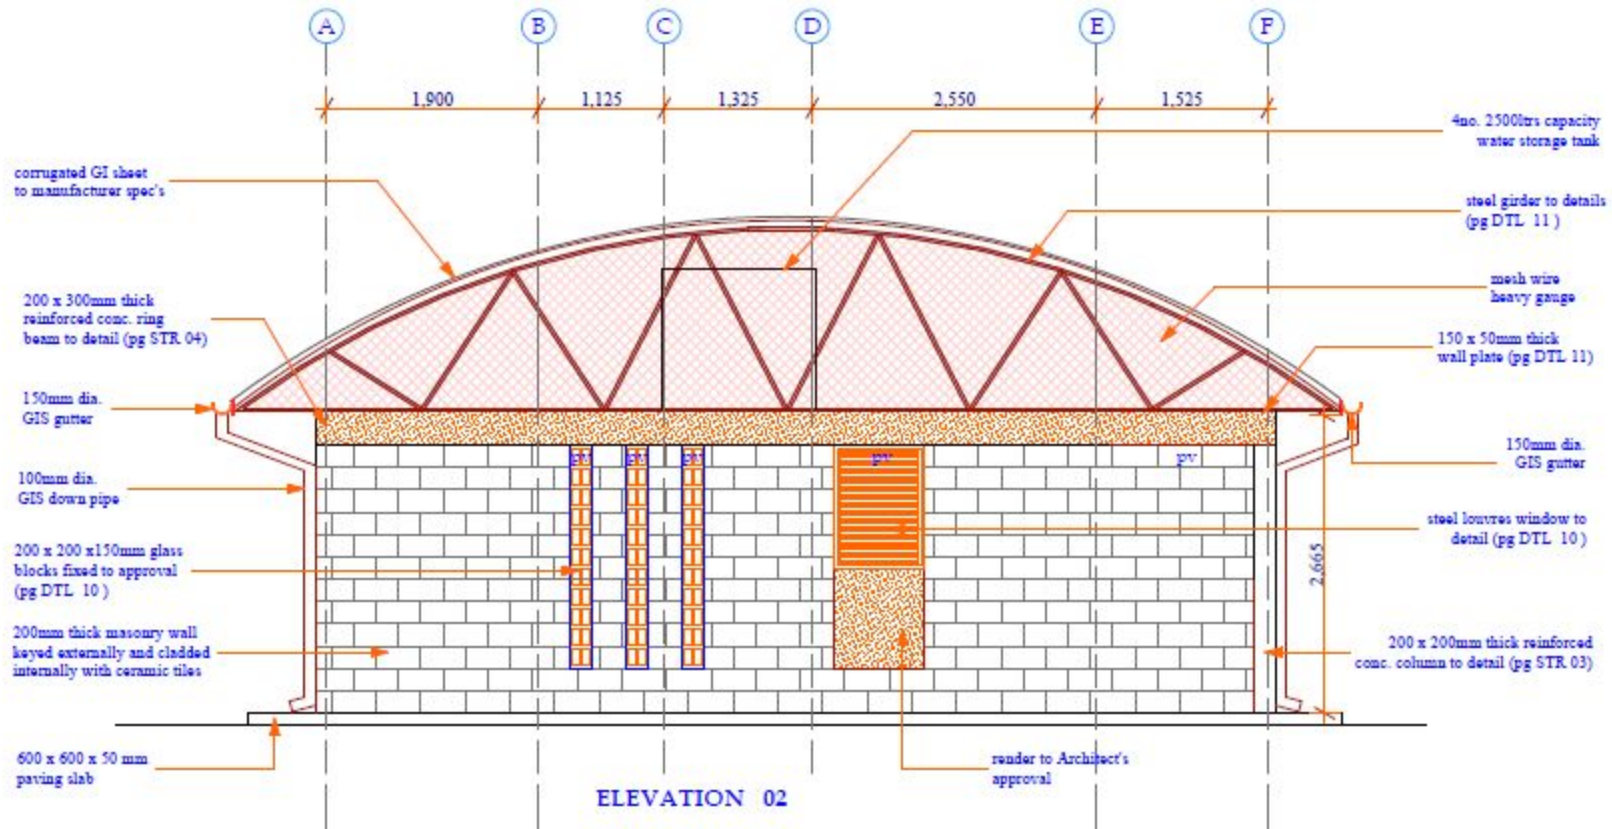 A B C D E F
1,900 1,125 1,325 2,550 1,525
4no. 2500ltrs capacity
water storage tank
corrugated GI sheet
to manufacturer spec's
steel girder to details
(pg DTL 11 )
mesh wire
heavy gauge
200 x 300mm thick
reinforced conc. ring
beam to detail (pg STR 04)
150 x 50mm thick
wall plate (pg DTL 11)
150mm dia.
GIS gutter
150mm dia.
GIS gutter
pv pv pv pv pv
100mm dia.
GIS down pipe
steel louvres window to
detail (pg DTL 10 )
200 x 200 x150mm glass
blocks fixed to approval
(pg DTL 10 )
2,665
200mm thick masonry wall
keyed externally and cladded
internally with ceramic tiles
200 x 200mm thick reinforced
conc. column to detail (pg STR 03)
600 x 600 x 50 mm
paving slab
render to Architect's
approval
ELEVATION 02